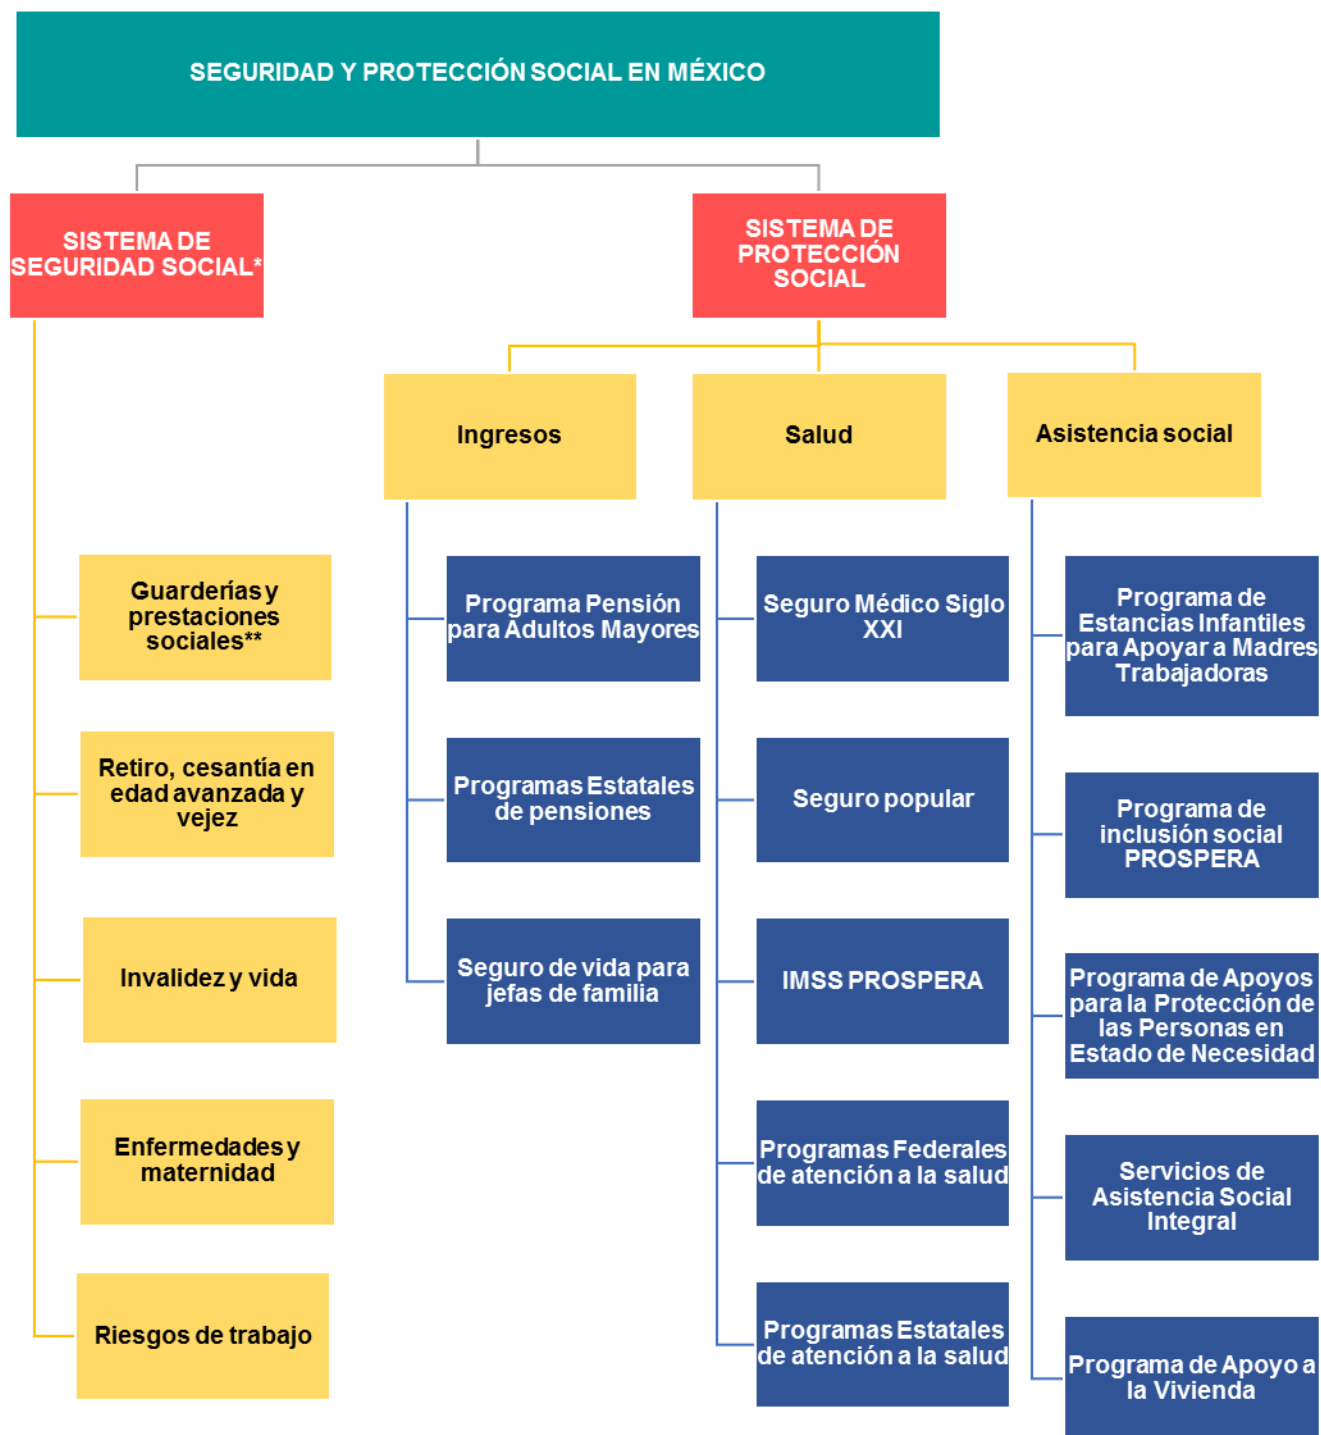 SEGURIDAD Y PROTECCIÓN SOCIAL EN MÉXICO
SISTEMA DE
SEGURIDAD SOCIAL*
SISTEMA DE
PROTECCIÓN
SOCIAL
Ingresos
Salud
Asistencia social
Guarderías y
prestaciones
sociales**
Retiro, cesantía en
edad avanzada y
vejez
Invalidez y vida
Enfermedades y
maternidad
Riesgos de trabajo
Programa Pensión
para Adultos Mayores
Programas Estatales
de pensiones
Seguro de vida para
jefas de familia
Seguro Médico Siglo
XXI
Seguro popular
IMSS PROSPERA
Programas Federales
de atención a la salud
Programas Estatales
de atención a la salud
Programa de
Estancias Infantiles
para Apoyar a Madres
Trabajadoras
Programa de
inclusión social
PROSPERA
Programa de Apoyos
para la Protección de
las Personas en
Estado de Necesidad
Servicios de
Asistencia Social
Integral
Programa de Apoyo a
la Vivienda